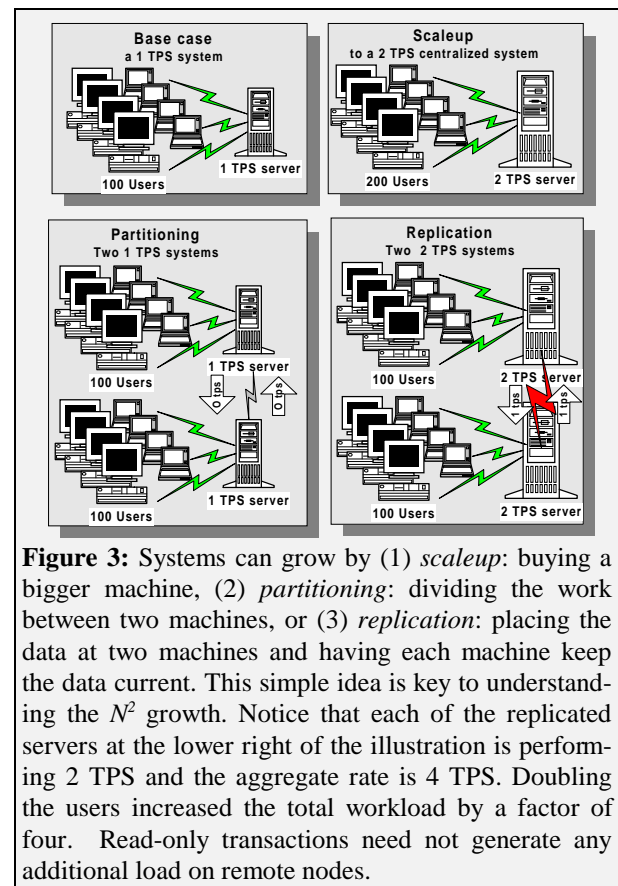 Base case
a 1 TPS system
100 Users
1 TPS server
Scaleup
to a 2 TPS centralized system
200 Users
2 TPS server
Partitioning
Two 1 TPS systems
1 TPS server
100 Users
0 tps
0 tps
1 TPS server
100 Users
Replication
Two 2 TPS systems
2 TPS server
100 Users
1 tps
1 tps
2 TPS server
100 Users
Figure 3: Systems can grow by (1) scaleup: buying a
bigger machine, (2) partitioning: dividing the work
between two machines, or (3) replication: placing the
data at two machines and having each machine keep
the data current. This simple idea is key to understand-
ing the N² growth. Notice that each of the replicated
servers at the lower right of the illustration is perform-
ing 2 TPS and the aggregate rate is 4 TPS. Doubling
the users increased the total workload by a factor of
four. Read-only transactions need not generate any
additional load on remote nodes.